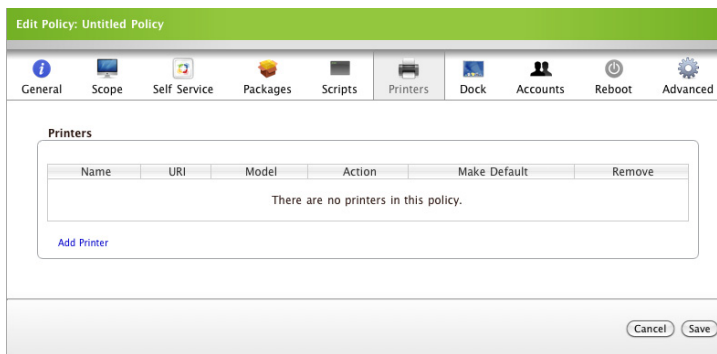 Edit Policy: Untitled Policy
General Scope Self Service Packages Scripts Printers Dock Accounts Reboot Advanced
Printers
Name URI Model Action Make Default Remove
There are no printers in this policy.
Add Printer
Cancel Save